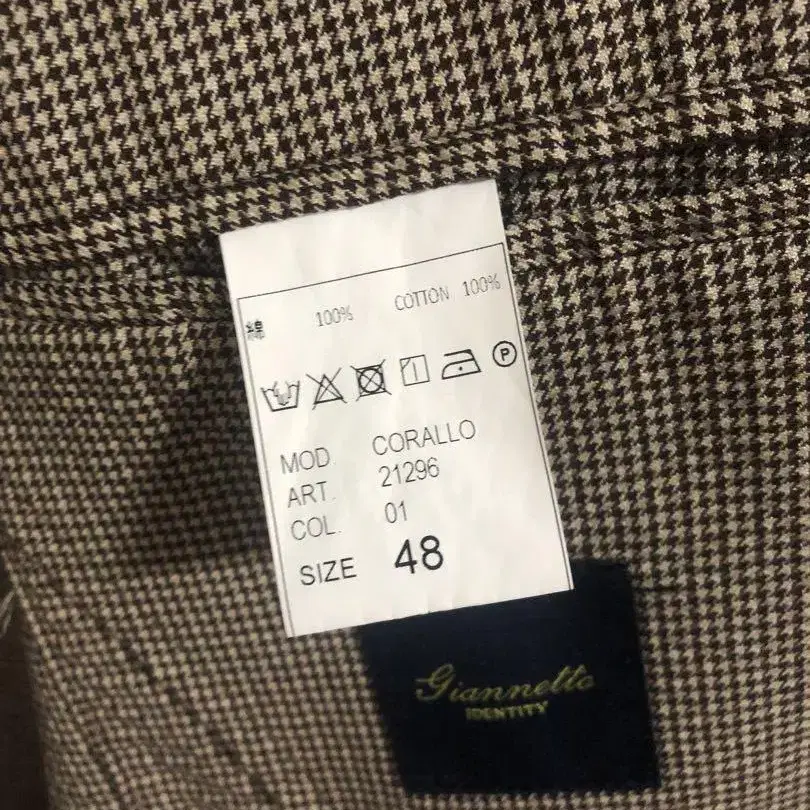 綿 100% COTTON 100%
P
MOD. CORALLO
ART. 21296
COL. 01
SIZE 48
Giannetto
IDENTITY